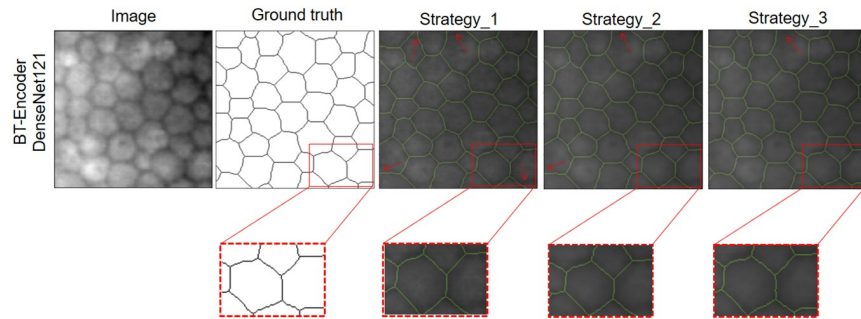 Image
Ground truth
Strategy_1
Strategy_2
Strategy_3
BT-Encoder
DenseNet121